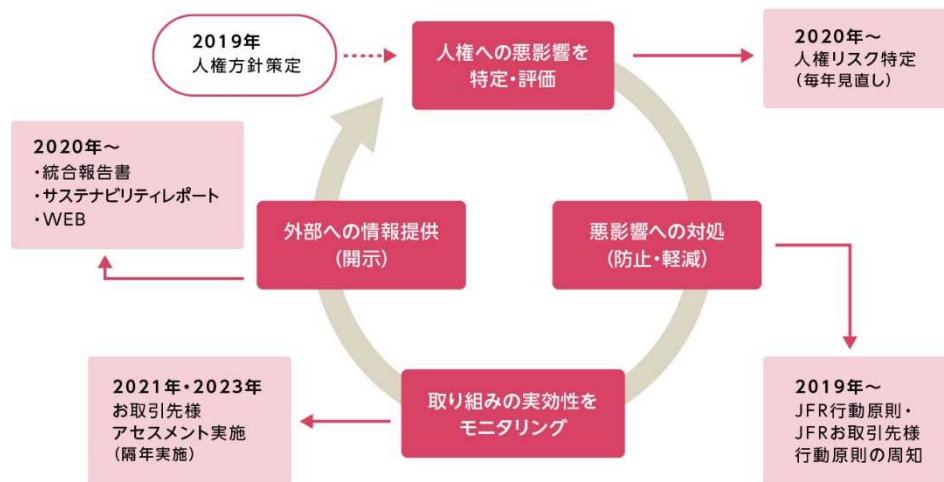 2019年
人権方針策定
人権への悪影響を
特定・評価
2020年～
人権リスク特定
（毎年見直し）
2020年～
・統合報告書
・サステナビリティレポート
・WEB
外部への情報提供
（開示）
悪影響への対処
（防止・軽減）
2021年・2023年
お取引先様
アセスメント実施
（隔年実施）
取り組みの実効性を
モニタリング
2019年～
JFR行動原則・
JFRお取引先様
行動原則の周知